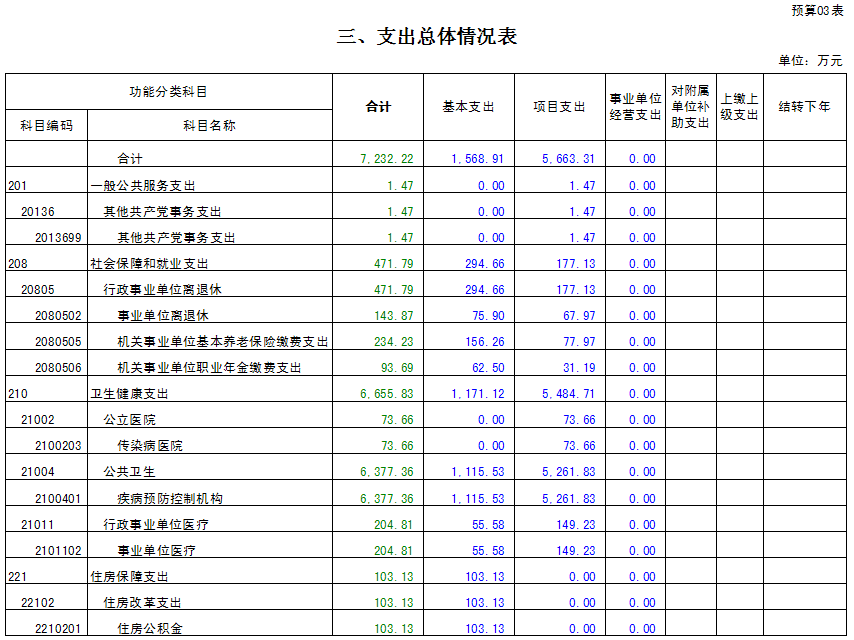 预算03表
三、支出总体情况表
单位：万元
功能分类科目 合计 基本支出 项目支出 事业单位经营支出 对附属单位补助支出 上缴上级支出 结转下年
科目编码 科目名称
合计 7,232.22 1,568.91 5,663.31 0.00
201 一般公共服务支出 1.47 0.00 1.47 0.00
20136 其他共产党事务支出 1.47 0.00 1.47 0.00
2013699 其他共产党事务支出 1.47 0.00 1.47 0.00
208 社会保障和就业支出 471.79 294.66 177.13 0.00
20805 行政事业单位离退休 471.79 294.66 177.13 0.00
2080502 事业单位离退休 143.87 75.90 67.97 0.00
2080505 机关事业单位基本养老保险缴费支出 234.23 156.26 77.97 0.00
2080506 机关事业单位职业年金缴费支出 93.69 62.50 31.19 0.00
210 卫生健康支出 6,655.83 1,171.12 5,484.71 0.00
21002 公立医院 73.66 0.00 73.66 0.00
2100203 传染病医院 73.66 0.00 73.66 0.00
21004 公共卫生 6,377.36 1,115.53 5,261.83 0.00
2100401 疾病预防控制机构 6,377.36 1,115.53 5,261.83 0.00
21011 行政事业单位医疗 204.81 55.58 149.23 0.00
2101102 事业单位医疗 204.81 55.58 149.23 0.00
221 住房保障支出 103.13 103.13 0.00 0.00
22102 住房改革支出 103.13 103.13 0.00 0.00
2210201 住房公积金 103.13 103.13 0.00 0.00